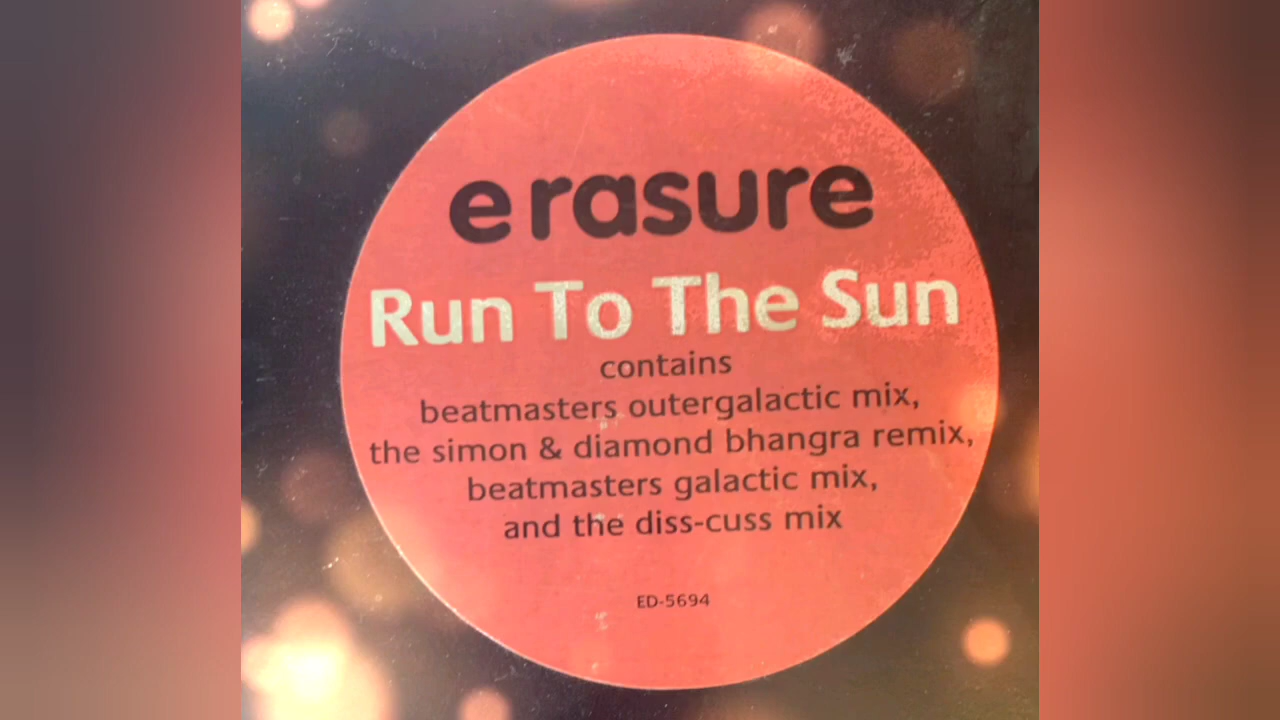 erasure
Run To The Sun
contains
beatmasters outergalactic mix,
the simon & diamond bhangra remix,
beatmasters galactic mix,
and the diss-cuss mix
ED-5694